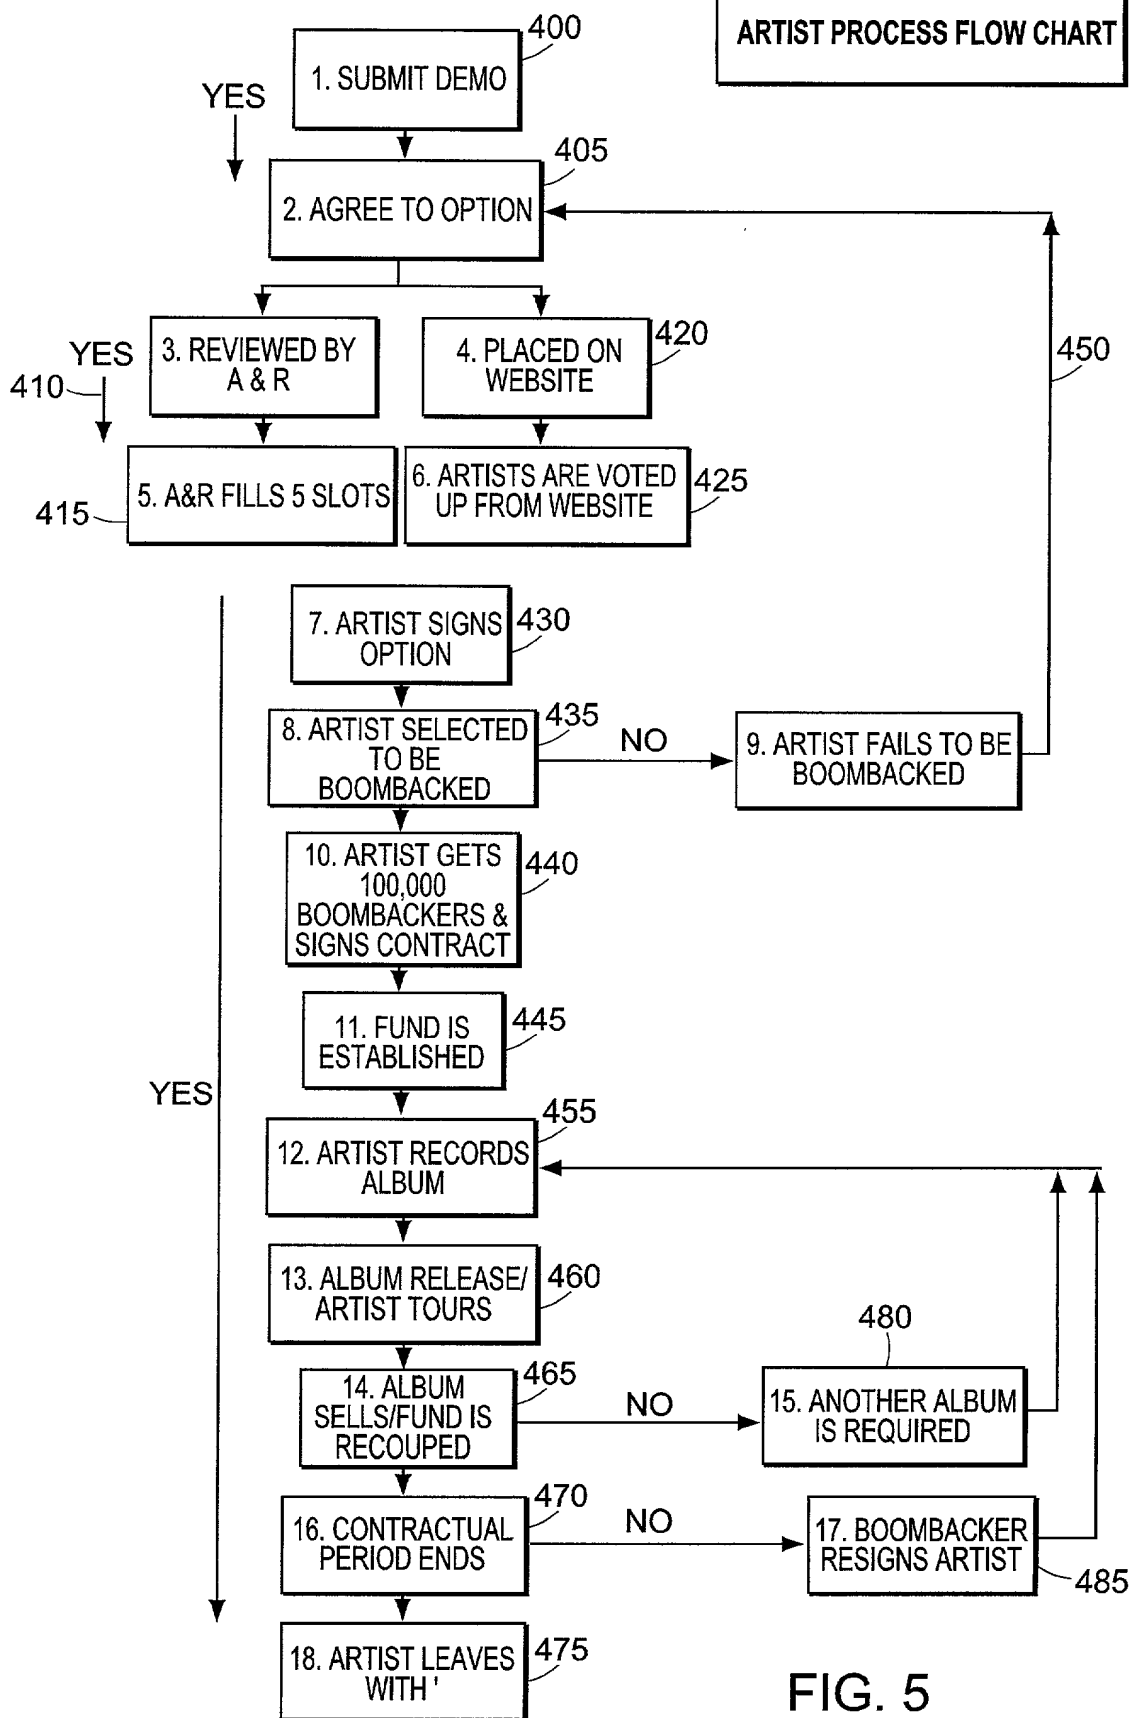 ARTIST PROCESS FLOW CHART
400
1. SUBMIT DEMO
YES
405
2. AGREE TO OPTION
3. REVIEWED BY
A & R
4. PLACED ON
WEBSITE
420
450
YES
410
5. A&R FILLS 5 SLOTS
415
6. ARTISTS ARE VOTED
UP FROM WEBSITE
425
7. ARTIST SIGNS
OPTION
430
8. ARTIST SELECTED
TO BE
BOOMBACKED
435
NO
9. ARTIST FAILS TO BE
BOOMBACKED
10. ARTIST GETS
100,000
BOOMBACKERS &
SIGNS CONTRACT
440
11. FUND IS
ESTABLISHED
445
YES
12. ARTIST RECORDS
ALBUM
455
13. ALBUM RELEASE/
ARTIST TOURS
460
14. ALBUM
SELLS/FUND IS
RECOUPED
465
NO
480
15. ANOTHER ALBUM
IS REQUIRED
16. CONTRACTUAL
PERIOD ENDS
470
NO
17. BOOMBACKER
RESIGNS ARTIST
485
18. ARTIST LEAVES
WITH '
475
FIG. 5